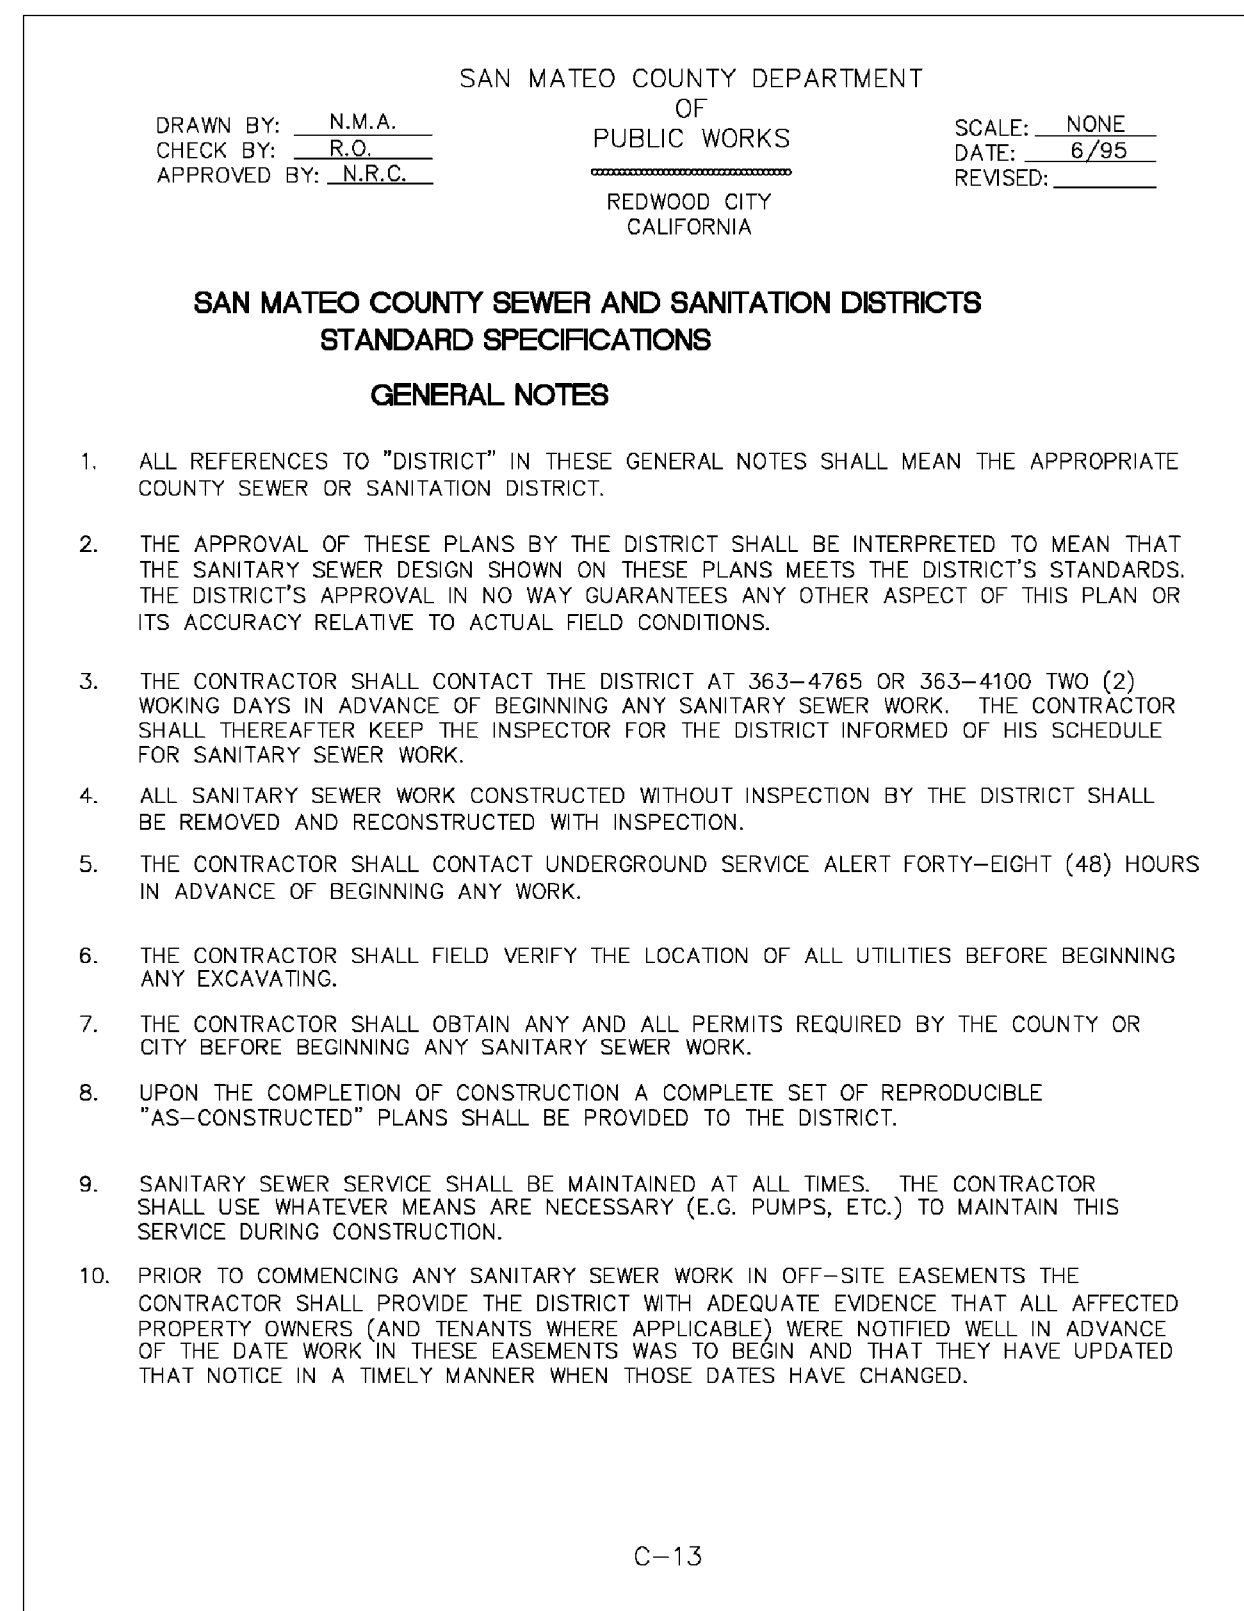 SAN MATEO COUNTY DEPARTMENT
OF
PUBLIC WORKS
REDWOOD CITY
CALIFORNIA
DRAWN BY: N.M.A.
CHECK BY: R.O.
APPROVED BY: N.R.C.
SCALE: NONE
DATE: 6/95
REVISED:
SAN MATEO COUNTY SEWER AND SANITATION DISTRICTS
STANDARD SPECIFICATIONS
GENERAL NOTES
1. ALL REFERENCES TO "DISTRICT" IN THESE GENERAL NOTES SHALL MEAN THE APPROPRIATE
COUNTY SEWER OR SANITATION DISTRICT.
2. THE APPROVAL OF THESE PLANS BY THE DISTRICT SHALL BE INTERPRETED TO MEAN THAT
THE SANITARY SEWER DESIGN SHOWN ON THESE PLANS MEETS THE DISTRICT'S STANDARDS.
THE DISTRICT'S APPROVAL IN NO WAY GUARANTEES ANY OTHER ASPECT OF THIS PLAN OR
ITS ACCURACY RELATIVE TO ACTUAL FIELD CONDITIONS.
3. THE CONTRACTOR SHALL CONTACT THE DISTRICT AT 363-4765 OR 363-4100 TWO (2)
WOKING DAYS IN ADVANCE OF BEGINNING ANY SANITARY SEWER WORK. THE CONTRACTOR
SHALL THEREAFTER KEEP THE INSPECTOR FOR THE DISTRICT INFORMED OF HIS SCHEDULE
FOR SANITARY SEWER WORK.
4. ALL SANITARY SEWER WORK CONSTRUCTED WITHOUT INSPECTION BY THE DISTRICT SHALL
BE REMOVED AND RECONSTRUCTED WITH INSPECTION.
5. THE CONTRACTOR SHALL CONTACT UNDERGROUND SERVICE ALERT FORTY-EIGHT (48) HOURS
IN ADVANCE OF BEGINNING ANY WORK.
6. THE CONTRACTOR SHALL FIELD VERIFY THE LOCATION OF ALL UTILITIES BEFORE BEGINNING
ANY EXCAVATING.
7. THE CONTRACTOR SHALL OBTAIN ANY AND ALL PERMITS REQUIRED BY THE COUNTY OR
CITY BEFORE BEGINNING ANY SANITARY SEWER WORK.
8. UPON THE COMPLETION OF CONSTRUCTION A COMPLETE SET OF REPRODUCIBLE
"AS-CONSTRUCTED" PLANS SHALL BE PROVIDED TO THE DISTRICT.
9. SANITARY SEWER SERVICE SHALL BE MAINTAINED AT ALL TIMES. THE CONTRACTOR
SHALL USE WHATEVER MEANS ARE NECESSARY (E.G. PUMPS, ETC.) TO MAINTAIN THIS
SERVICE DURING CONSTRUCTION.
10. PRIOR TO COMMENCING ANY SANITARY SEWER WORK IN OFF-SITE EASEMENTS THE
CONTRACTOR SHALL PROVIDE THE DISTRICT WITH ADEQUATE EVIDENCE THAT ALL AFFECTED
PROPERTY OWNERS (AND TENANTS WHERE APPLICABLE) WERE NOTIFIED WELL IN ADVANCE
OF THE DATE WORK IN THESE EASEMENTS WAS TO BEGIN AND THAT THEY HAVE UPDATED
THAT NOTICE IN A TIMELY MANNER WHEN THOSE DATES HAVE CHANGED.
C-13